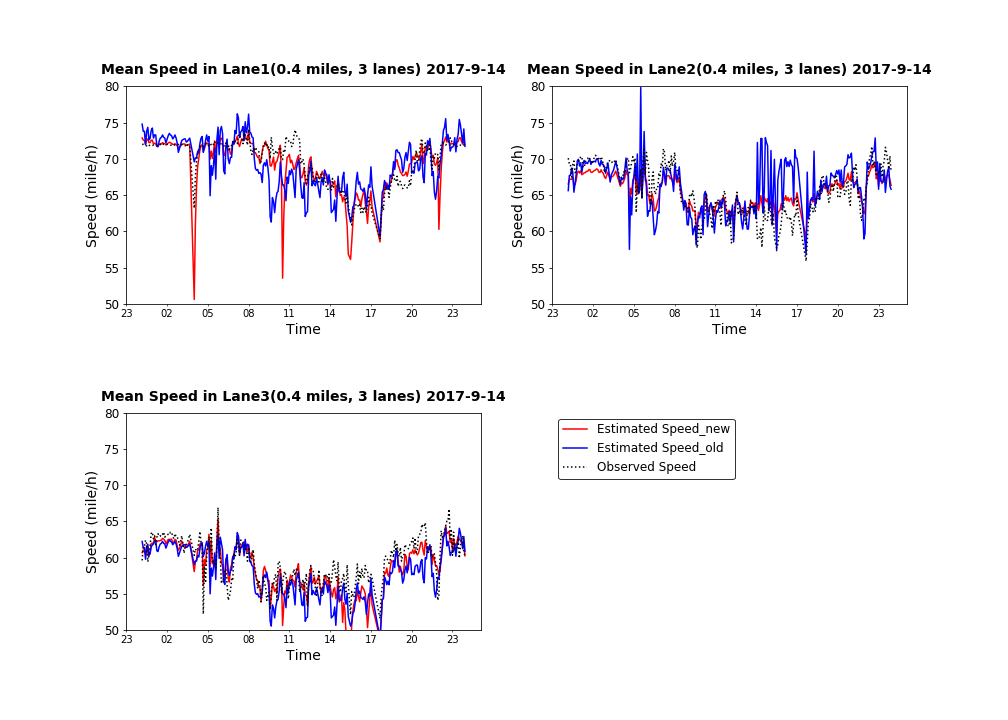 Mean Speed in Lane1(0.4 miles, 3 lanes) 2017-9-14
80
75
70
65
60
55
50
Speed (mile/h)
23 02 05 08 11 14 17 20 23
Time
Mean Speed in Lane2(0.4 miles, 3 lanes) 2017-9-14
80
75
70
65
60
55
50
Speed (mile/h)
23 02 05 08 11 14 17 20 23
Time
Mean Speed in Lane3(0.4 miles, 3 lanes) 2017-9-14
80
75
70
65
60
55
50
Speed (mile/h)
23 02 05 08 11 14 17 20 23
Time
Estimated Speed_new
Estimated Speed_old
Observed Speed